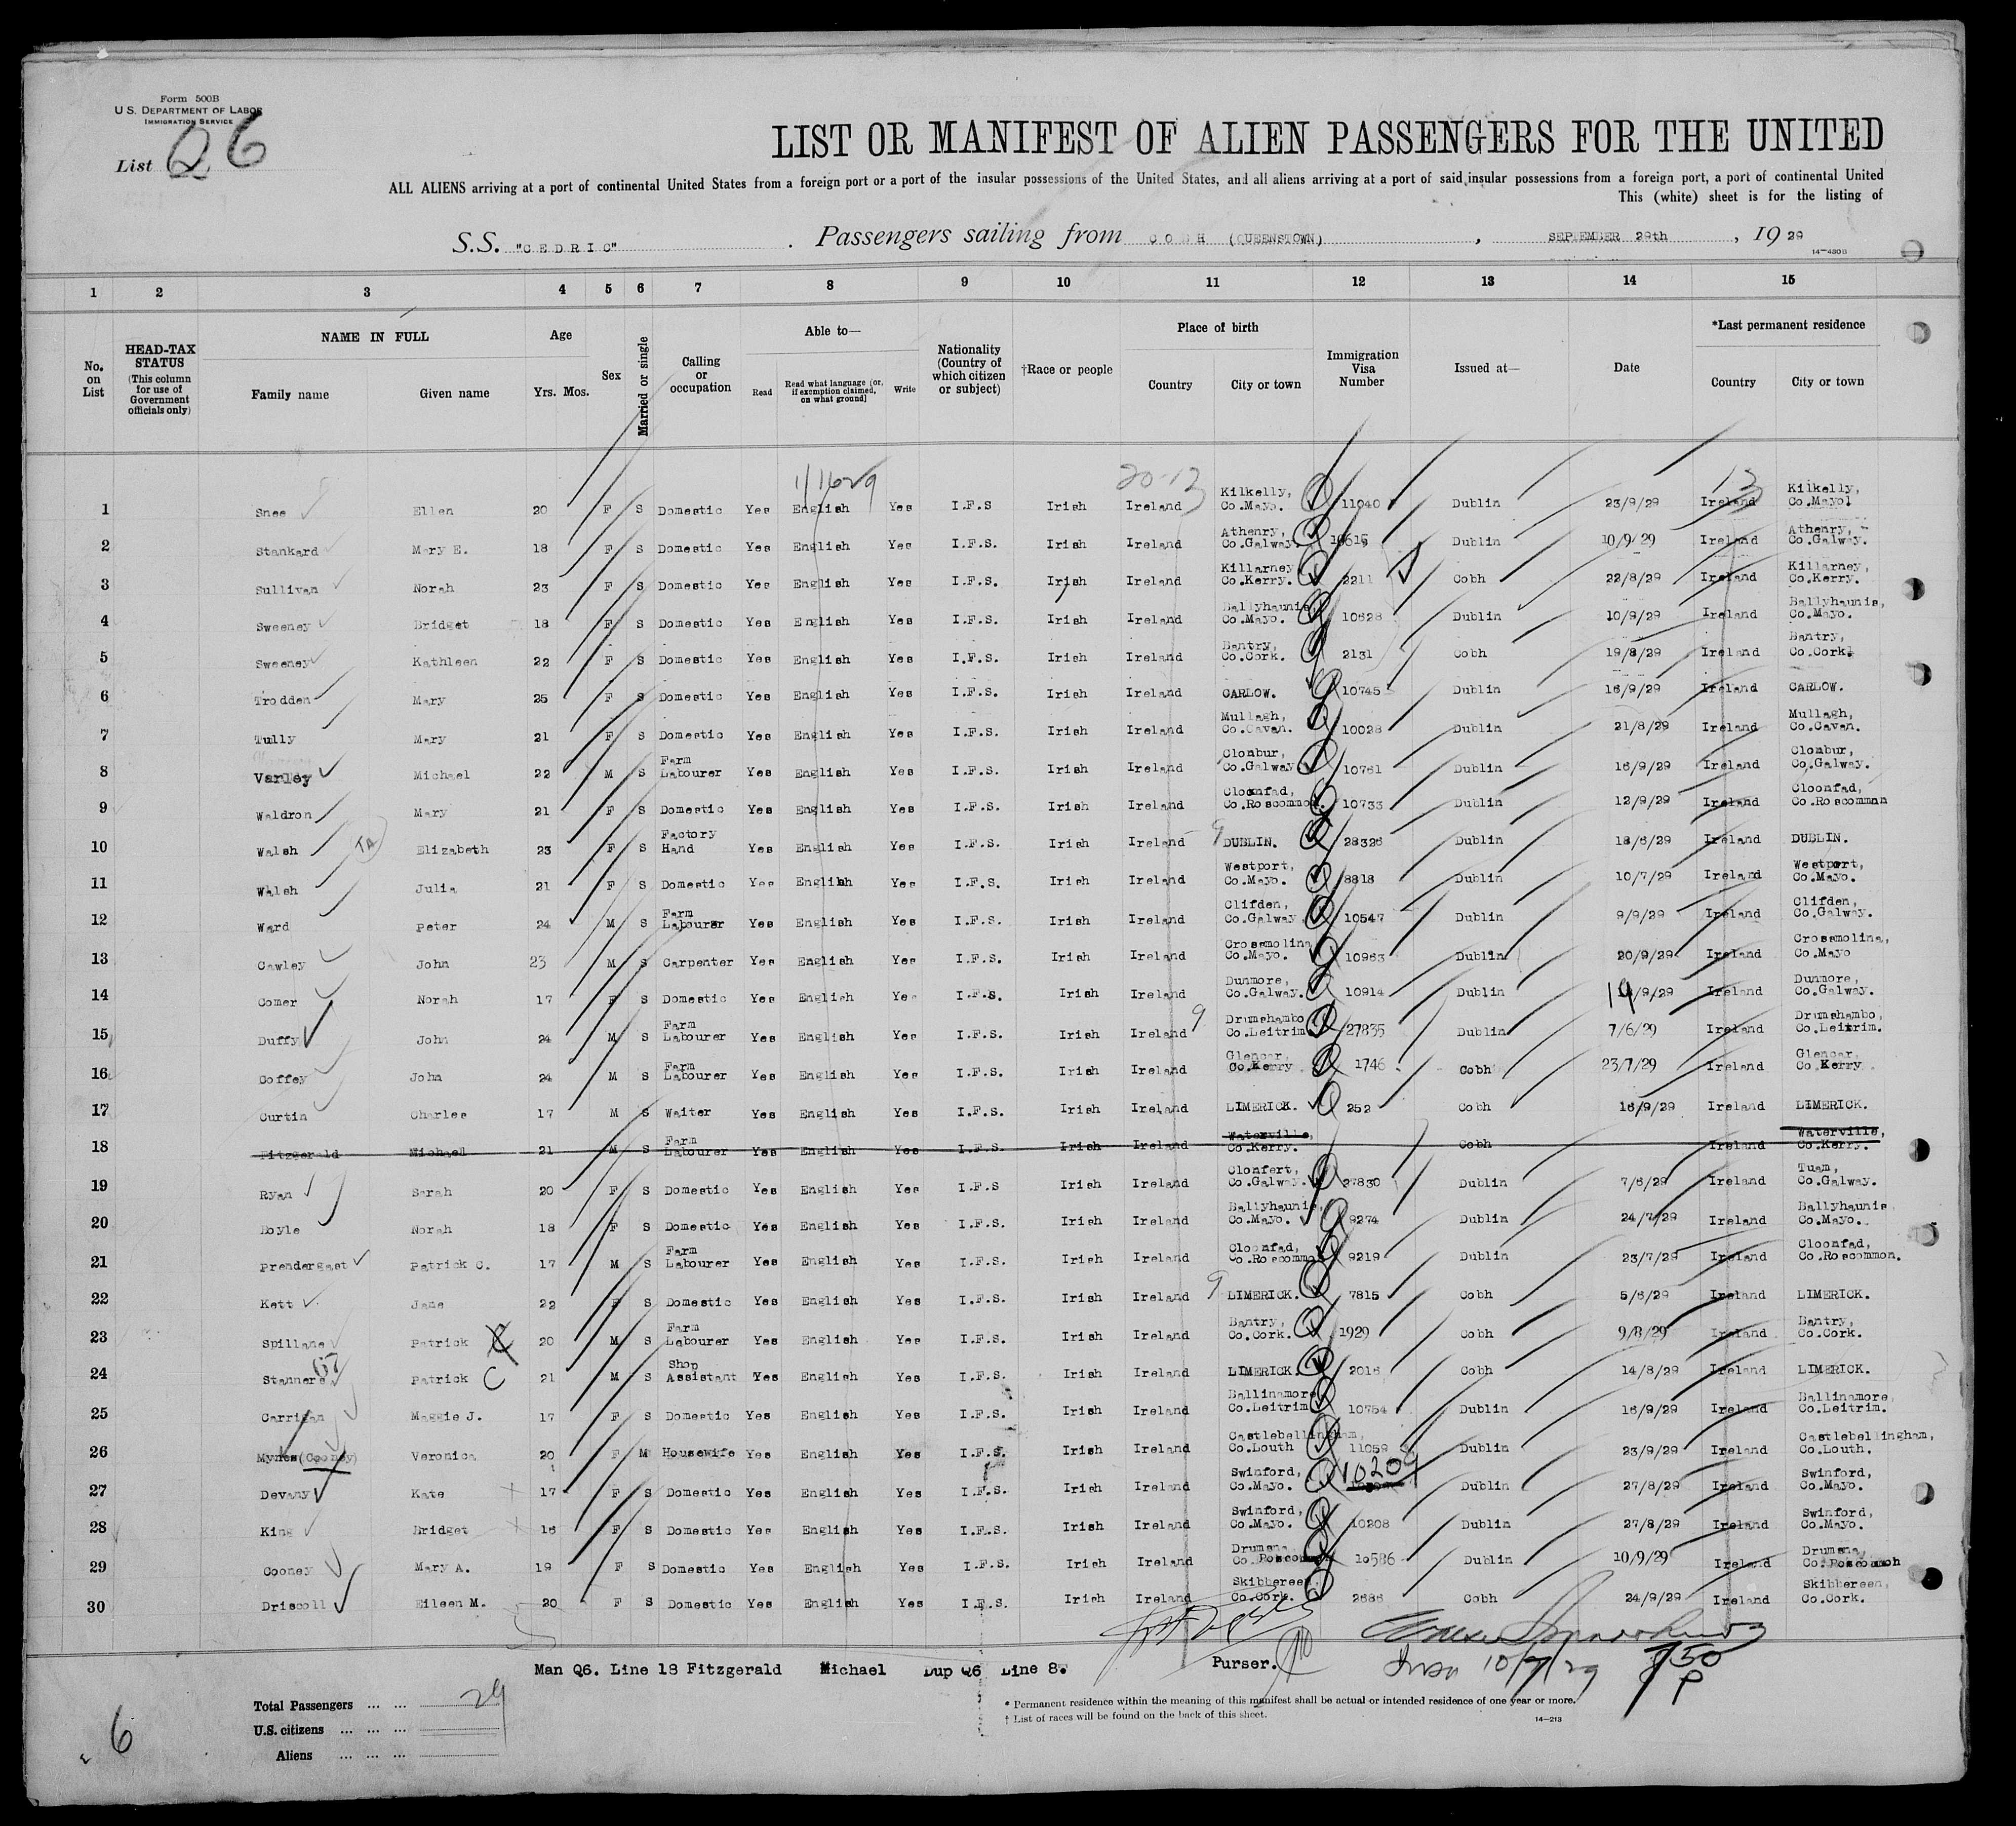 Form 500B
U.S. DEPARTMENT OF LABOR
IMMIGRATION SERVICE
List Q6
LIST OR MANIFEST OF ALIEN PASSENGERS FOR THE UNITED
ALL ALIENS arriving at a port of continental United States from a foreign port or a port of the insular possessions of the United States, and all aliens arriving at a port of said insular possessions from a foreign port, a port of continental United
This (white) sheet is for the listing of
S.S. "CEDRIC" . Passengers sailing from COBH (QUEENSTOWN) , SEPTEMBER 29th , 1929
14-430B
1 2 3 4 5 6 7 8 9 10 11 12 13 14 15
No. on List HEAD-TAX STATUS (This column for use of Government officials only) NAME IN FULL Family name Given name Age Yrs. Mos. Sex Married or single Calling or occupation Able to— Read Read what language (or, if exemption claimed, on what ground) Write Nationality (Country of which citizen or subject) †Race or people Place of birth Country City or town Immigration Visa Number Issued at— Date *Last permanent residence Country City or town
20-13 13
1 Snee Ellen 20 F S Domestic Yes English Yes I.F.S Irish Ireland Kilkelly, Co.Mayo. 11040 Dublin 23/9/29 Ireland Kilkelly, Co.Mayo.
2 Stankard Mary E. 18 F S Domestic Yes English Yes I.F.S. Irish Ireland Athenry, Co.Galway. 10615 Dublin 10/9/29 Ireland Athenry, Co.Galway.
3 Sullivan Norah 23 F S Domestic Yes English Yes I.F.S. Irish Ireland Killarney Co.Kerry. 2211 Cobh 22/8/29 Ireland Killarney, Co.Kerry.
4 Sweeney Bridget 18 F S Domestic Yes English Yes I.F.S. Irish Ireland Ballyhaunis, Co.Mayo. 10628 Dublin 10/9/29 Ireland Ballyhaunis, Co.Mayo.
5 Sweeney Kathleen 22 F S Domestic Yes English Yes I.F.S. Irish Ireland Bantry, Co.Cork. 2131 Cobh 19/8/29 Ireland Bantry, Co.Cork.
6 Trodden Mary 25 F S Domestic Yes English Yes I.F.S. Irish Ireland CARLOW. 10745 Dublin 16/9/29 Ireland CARLOW.
7 Tully Mary 21 F S Domestic Yes English Yes I.F.S. Irish Ireland Mullagh, Co.Cavan. 10028 Dublin 21/8/29 Ireland Mullagh, Co.Cavan.
8 Varley Michael 22 M S Farm Labourer Yes English Yes I.F.S. Irish Ireland Clonbur, Co.Galway 10761 Dublin 16/9/29 Ireland Clonbur, Co.Galway.
9 Waldron Mary 21 F S Domestic Yes English Yes I.F.S. Irish Ireland Cloonfad, Co.Roscommon. 10733 Dublin 12/9/29 Ireland Cloonfad, Co.Roscomman
10 Walsh TA Elizabeth 23 F S Factory Hand Yes English Yes I.F.S. Irish Ireland 9 DUBLIN. 28326 Dublin 18/6/29 Ireland DUBLIN.
11 Walsh Julia 21 F S Domestic Yes English Yes I.F.S. Irish Ireland Westport, Co.Mayo. 8818 Dublin 10/7/29 Ireland Westport, Co.Mayo.
12 Ward Peter 24 M S Farm Labourer Yes English Yes I.F.S. Irish Ireland Clifden, Co.Galway 10547 Dublin 9/9/29 Ireland Clifden, Co.Galway.
13 Cawley John 23 M S Carpenter Yes English Yes I.F.S. Irish Ireland Crossmolina Co.Mayo. 10963 Dublin 20/9/29 Ireland Crossmolina, Co.Mayo
14 Comer Norah 17 F S Domestic Yes English Yes I.F.S. Irish Ireland Dunmore, Co.Galway. 10914 Dublin 19/9/29 Ireland Dunmore, Co.Galway.
15 Duffy John 24 M S Farm Labourer Yes English Yes I.F.S. Irish Ireland 9 Drumshambo Co.Leitrim 27835 Dublin 7/6/29 Ireland Drumshambo, Co.Leitrim.
16 Coffey John 24 M S Farm Labourer Yes English Yes I.F.S. Irish Ireland Glencar, Co.Kerry 1746 Cobh 23/7/29 Ireland Glencar, Co.Kerry.
17 Curtin Charles 17 M S Waiter Yes English Yes I.F.S. Irish Ireland LIMERICK. 252 Cobh 16/9/29 Ireland LIMERICK.
18 Fitzgerald Michael 21 M S Farm Labourer Yes English Yes I.F.S Irish Ireland Waterville, Co.Kerry. Cobh Ireland Waterville, Co.Kerry.
19 Ryan Sarah 20 F S Domestic Yes English Yes I.F.S Irish Ireland Clonfert, Co.Galway. 27830 Dublin 7/6/29 Ireland Tuam, Co.Galway.
20 Boyle Norah 18 F S Domestic Yes English Yes I.F.S. Irish Ireland Ballyhaunis, Co.Mayo. 9274 Dublin 24/7/29 Ireland Ballyhaunis Co.Mayo.
21 Prendergast Patrick C. 17 M S Farm Labourer Yes English Yes I.F.S. Irish Ireland Cloonfad, Co.Roscommon 9219 Dublin 23/7/29 Ireland Cloonfad, Co.Roscommon.
22 Kett Jane 22 F S Domestic Yes English Yes I.F.S. Irish Ireland 9 LIMERICK. 7815 Cobh 5/6/29 Ireland LIMERICK.
23 Spillane Patrick C 20 M S Farm Labourer Yes English Yes I.F.S. Irish Ireland Bantry, Co.Cork. 1929 Cobh 9/8/29 Ireland Bantry, Co.Cork.
24 Stanners Patrick C 21 M S Shop Assistant Yes English Yes I.F.S. Irish Ireland LIMERICK. 2016 Cobh 14/8/29 Ireland LIMERICK.
25 Carrigan Maggie J. 17 F S Domestic Yes English Yes I.F.S. Irish Ireland Ballinamore Co.Leitrim 10754 Dublin 16/9/29 Ireland Ballinamore, Co.Leitrim.
26 (Cooney) Veronica 20 F M Housewife Yes English Yes I.F.S. Irish Ireland Castlebellingham, Co.Louth 11059 Dublin 23/9/29 Ireland Castlebellingham, Co.Louth.
27 Devany Kate 17 F S Domestic Yes English Yes I.F.S. Irish Ireland Swinford, Co.Mayo. 10209 Dublin 27/8/29 Ireland Swinford, Co.Mayo.
28 King Bridget 16 F S Domestic Yes English Yes I.F.S. Irish Ireland Swinford, Co.Mayo. 10208 Dublin 27/8/29 Ireland Swinford, Co.Mayo.
29 Cooney Mary A. 19 F S Domestic Yes English Yes I.F.S. Irish Ireland Drumsna 10586 Dublin 10/9/29 Ireland Drumsna
30 Driscoll Eileen M. 20 F S Domestic Yes English Yes I.F.S. Irish Ireland Skibbereen, Co.Cork. 2686 Cobh 24/9/29 Ireland Skibbereen, Co.Cork.
Man Q6. Line 18 Fitzgerald Michael Dup Q6 Line 8. Purser.
Total Passengers ... ... 29
U.S. citizens ... ... ...
Aliens ... ... ...
* Permanent residence within the meaning of this manifest shall be actual or intended residence of one year or more.
† List of races will be found on the back of this sheet.
14-213
6